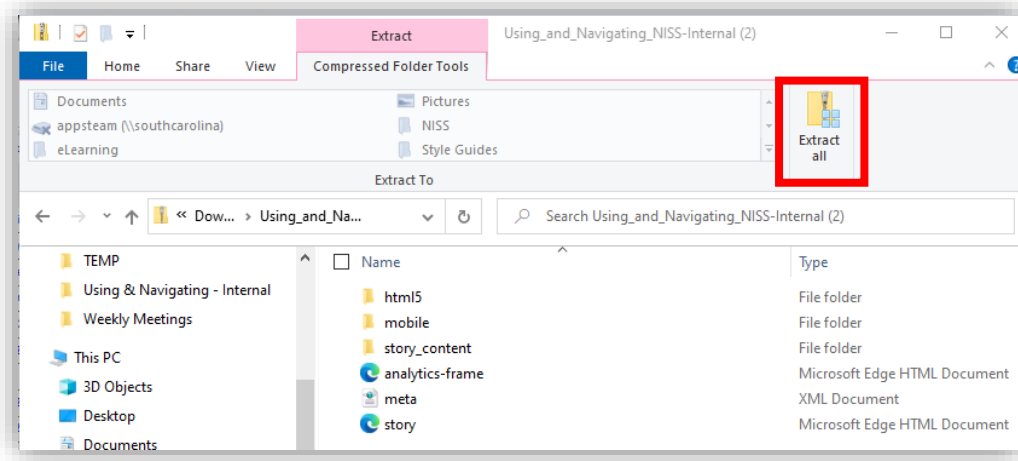 Extract Using_and_Navigating_NISS-Internal (2)
File Home Share View Compressed Folder Tools
Documents Pictures
appsteam (\\southcarolina) NISS
eLearning Style Guides
Extract
all
Extract To
« Dow... › Using_and_Na... Search Using_and_Navigating_NISS-Internal (2)
TEMP Name Type
Using & Navigating - Internal html5 File folder
Weekly Meetings mobile File folder
story_content File folder
This PC analytics-frame Microsoft Edge HTML Document
3D Objects meta XML Document
Desktop story Microsoft Edge HTML Document
Documents